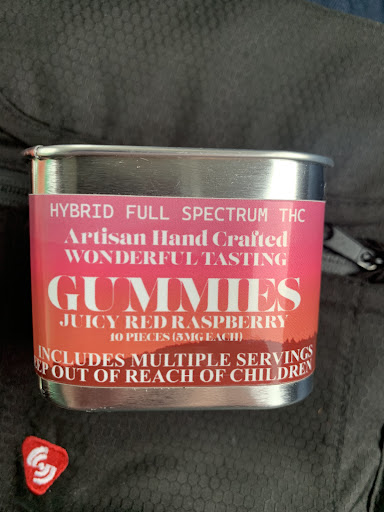 HYBRID FULL SPECTRUM THC
Artisan Hand Crafted
WONDERFUL TASTING
GUMMIES
JUICY RED RASPBERRY
10 PIECES (5MG EACH)
INCLUDES MULTIPLE SERVINGS
EP OUT OF REACH OF CHILDREN